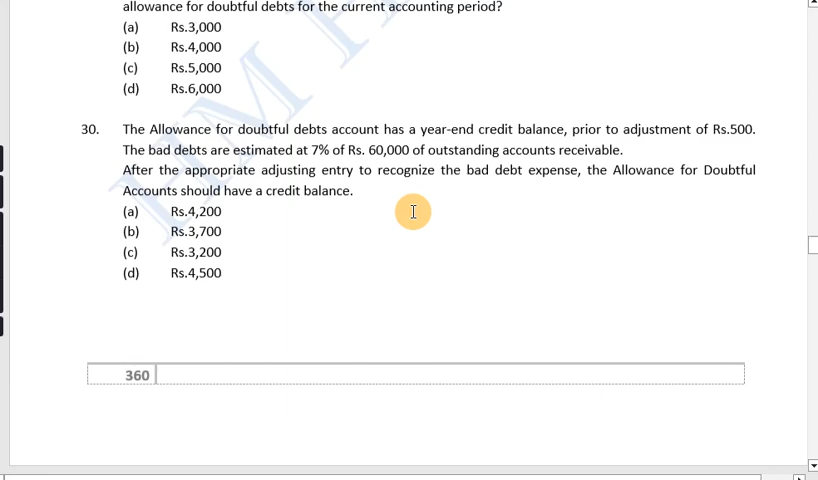 allowance for doubtful debts for the current accounting period?
(a) Rs.3,000
(b) Rs.4,000
(c) Rs.5,000
(d) Rs.6,000
30. The Allowance for doubtful debts account has a year-end credit balance, prior to adjustment of Rs.500.
The bad debts are estimated at 7% of Rs. 60,000 of outstanding accounts receivable.
After the appropriate adjusting entry to recognize the bad debt expense, the Allowance for Doubtful
Accounts should have a credit balance.
(a) Rs.4,200
(b) Rs.3,700
(c) Rs.3,200
(d) Rs.4,500
360